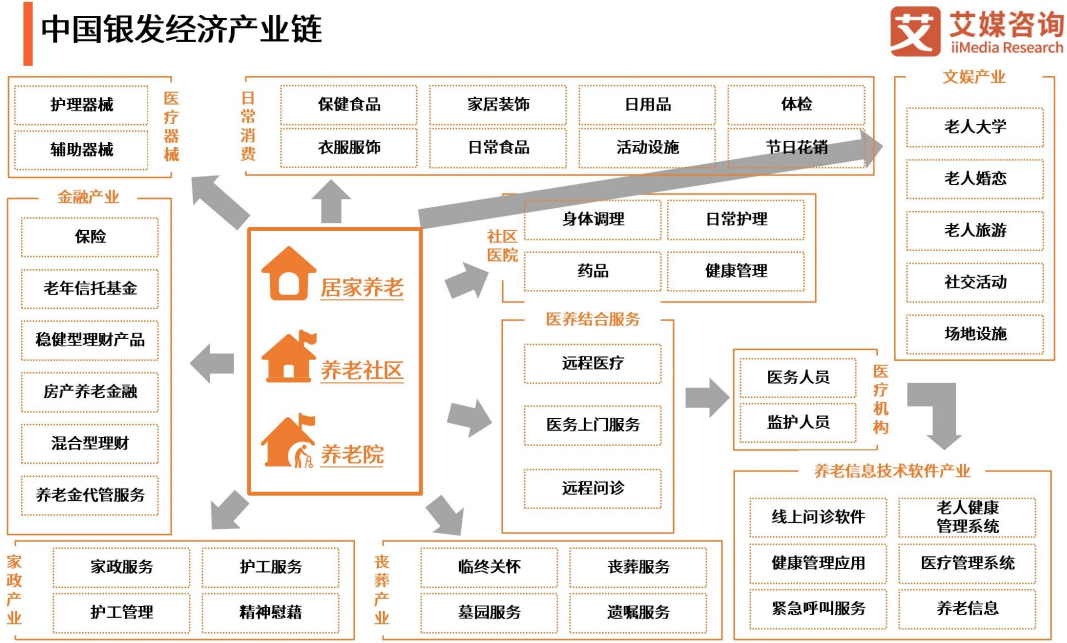 中国银发经济产业链
艾
艾媒咨询
iiMedia Research
医疗器械
护理器械
辅助器械
日常消费
保健食品
家居装饰
日用品
体检
衣服服饰
日常食品
活动设施
节日花销
文娱产业
老人大学
老人婚恋
老人旅游
社交活动
场地设施
金融产业
保险
老年信托基金
稳健型理财产品
房产养老金融
混合型理财
养老金代管服务
居家养老
养老社区
养老院
社区
医院
身体调理
日常护理
药品
健康管理
医养结合服务
远程医疗
医务上门服务
远程问诊
医疗机构
医务人员
监护人员
养老信息技术软件产业
线上问诊软件
老人健康
管理系统
健康管理应用
医疗管理系统
紧急呼叫服务
养老信息
家政产业
家政服务
护工服务
护工管理
精神慰藉
丧葬产业
临终关怀
丧葬服务
墓园服务
遗嘱服务